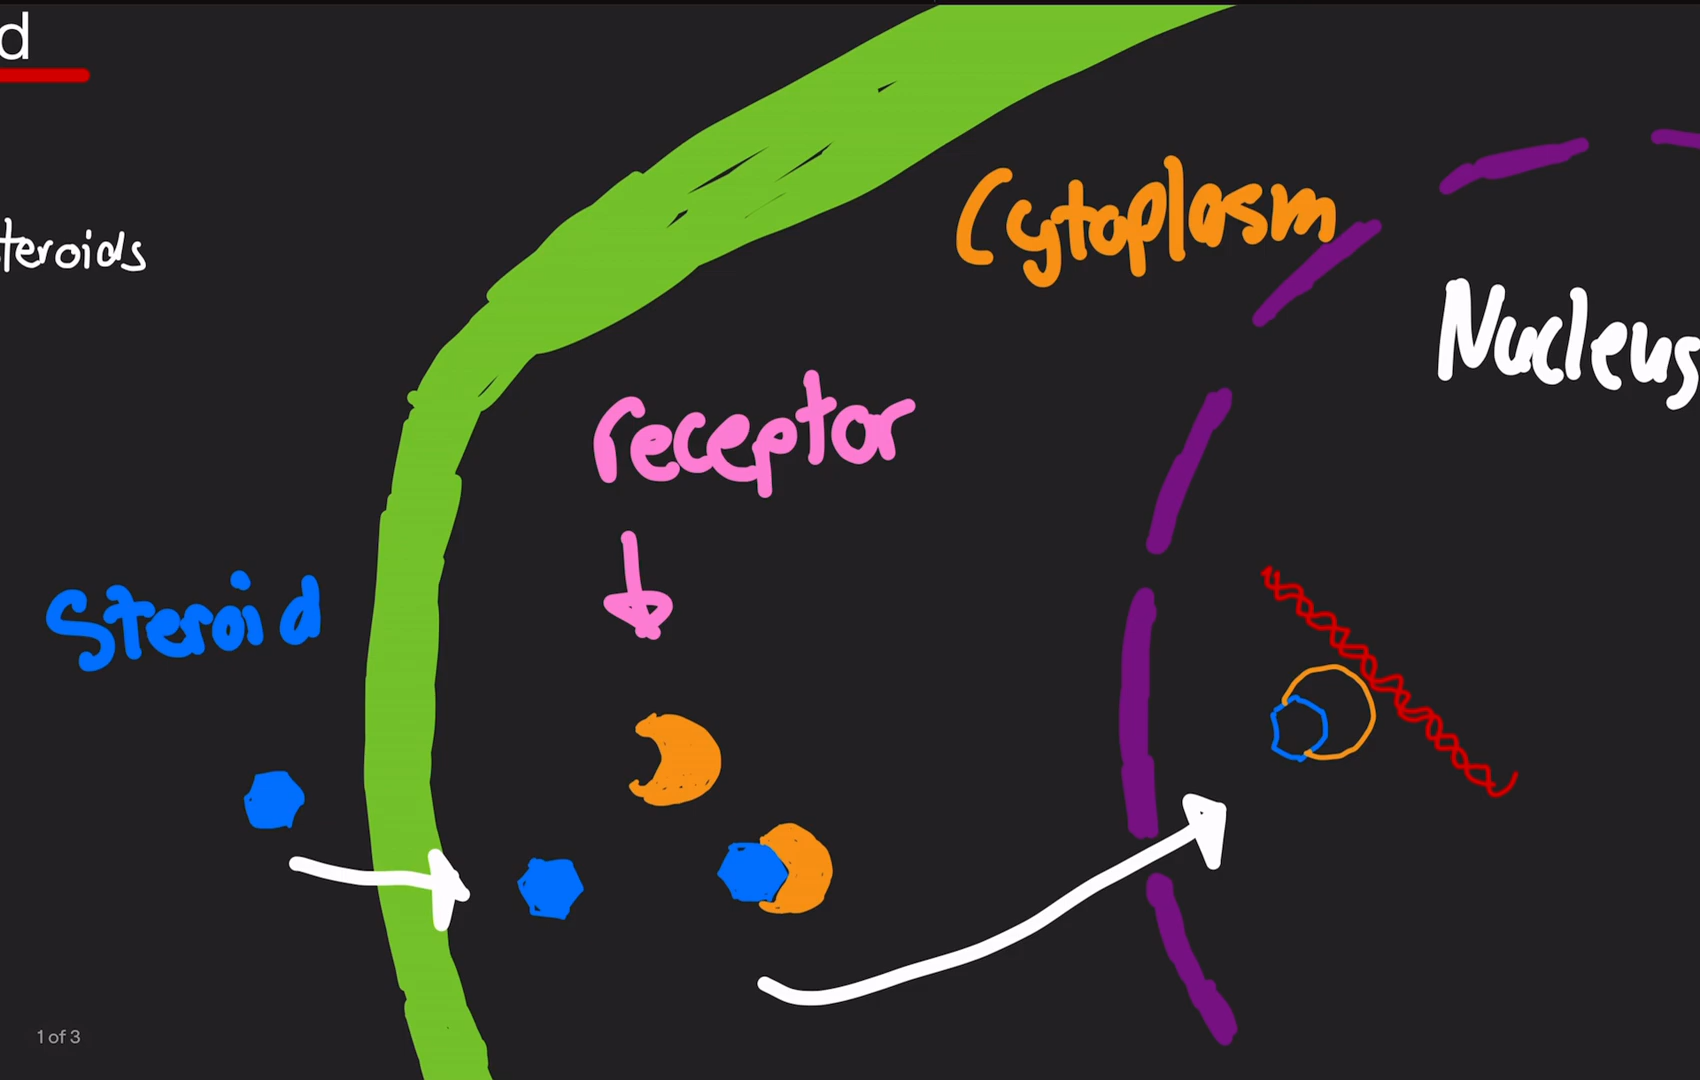 d
teroids
Cytoplasm
Nucleus
receptor
Steroid
1 of 3